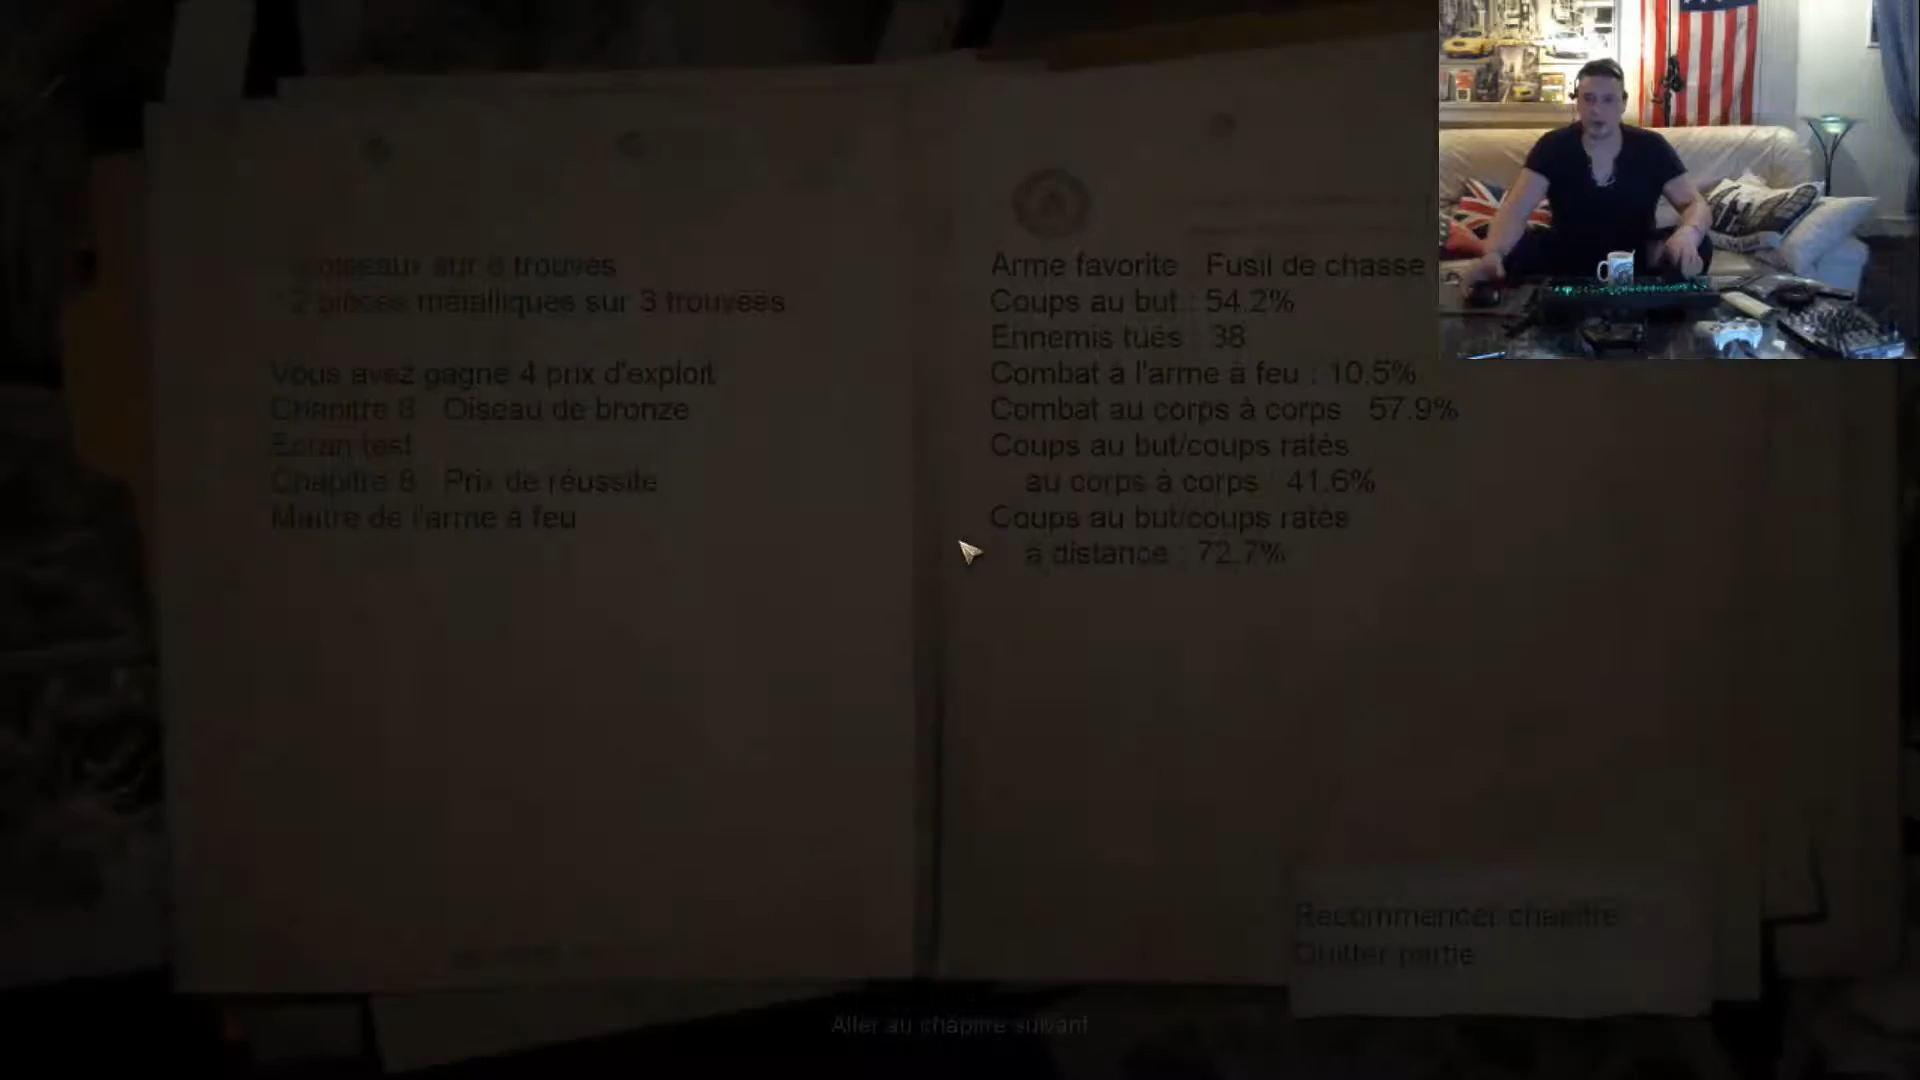 oiseaux sur 6 trouvés
2 pièces métalliques sur 3 trouvées
Vous avez gagné 4 prix d'exploit
Chapitre 8 : Oiseau de bronze
Écran test
Chapitre 8 : Prix de réussite
Maître de l'arme à feu
Arme favorite : Fusil de chasse
Coups au but : 54.2%
Ennemis tués : 38
Combat à l'arme à feu : 10.5%
Combat au corps à corps : 57.9%
Coups au but/coups ratés
au corps à corps : 41.6%
Coups au but/coups ratés
à distance : 72.7%
Recommencer chapitre
Quitter partie
Aller au chapitre suivant